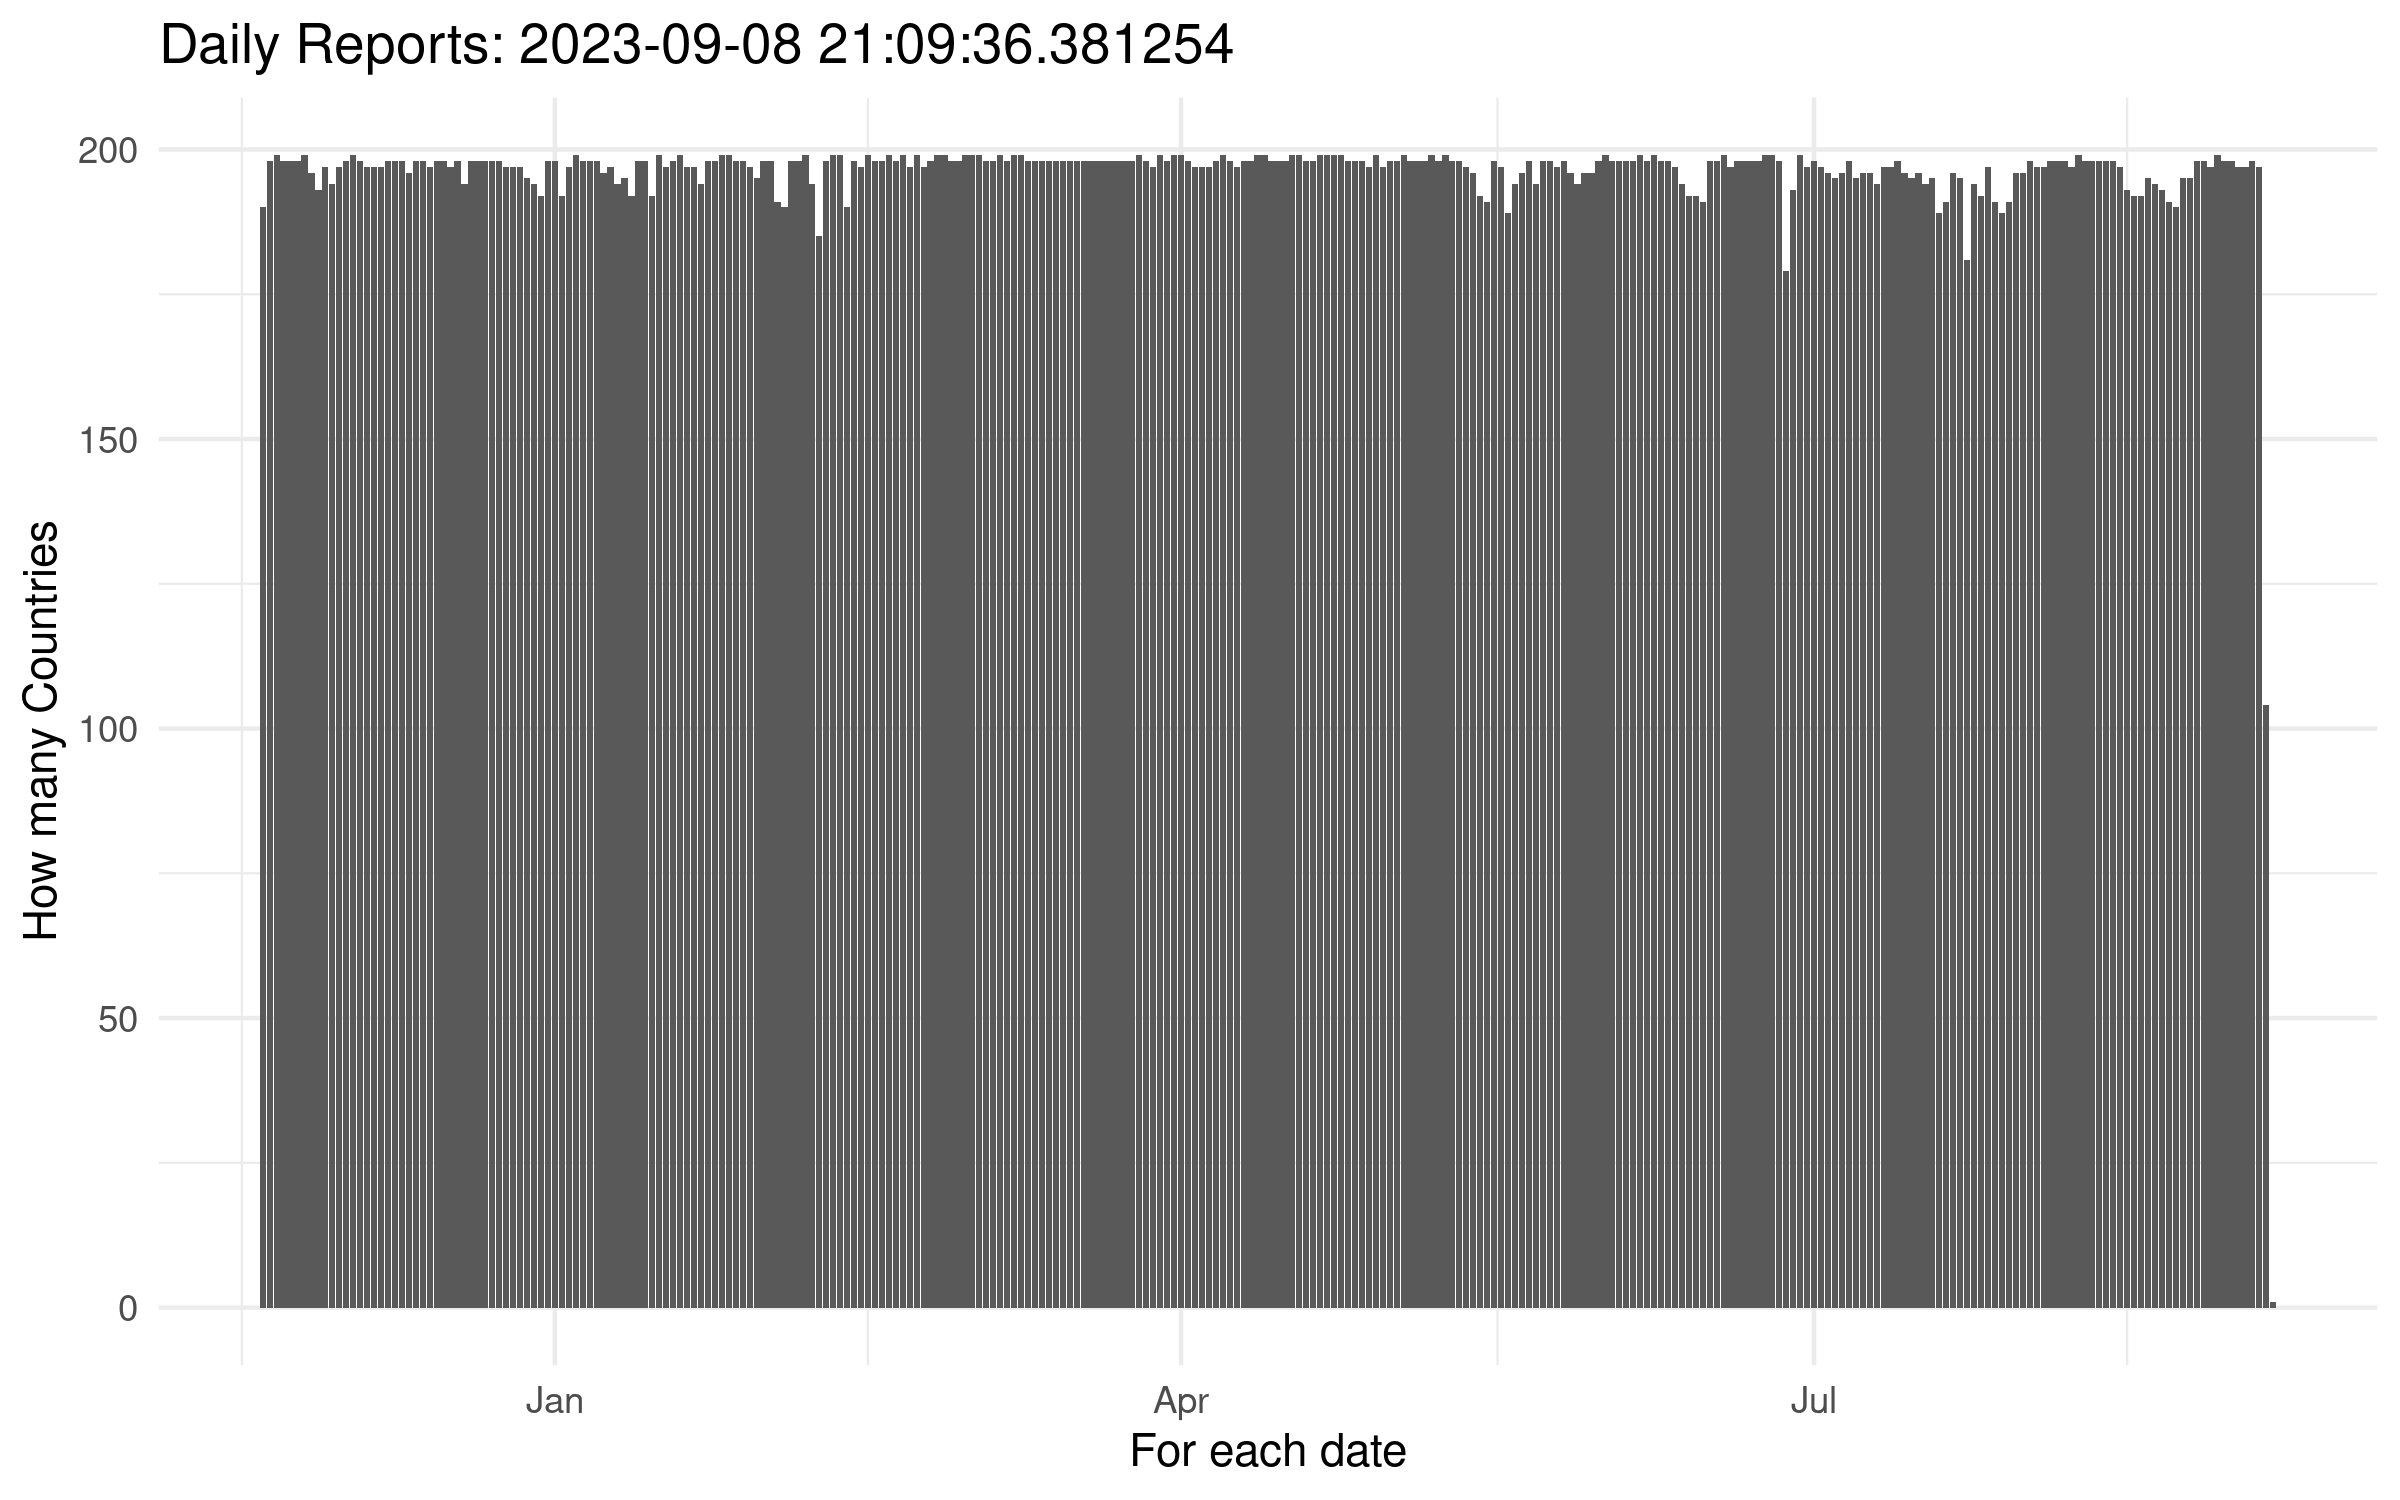 Daily Reports: 2023-09-08 21:09:36.381254
How many Countries
200
150
100
50
0
Jan Apr Jul
For each date